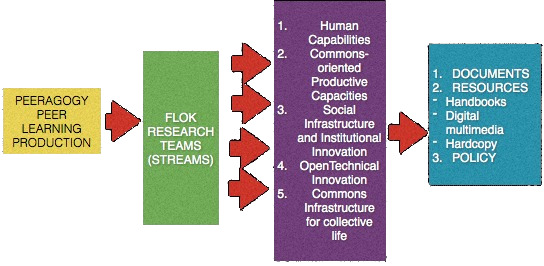 PEERAGOGY
PEER
LEARNING
PRODUCTION
FLOK
RESEARCH
TEAMS
(STREAMS)
1. Human
Capabilities
2. Commons-
oriented
Productive
Capacities
3. Social
Infrastructure
and Institutional
Innovation
4. OpenTechnical
Innovation
5. Commons
Infrastructure
for collective
life
1. DOCUMENTS
2. RESOURCES
- Handbooks
- Digital
multimedia
- Hardcopy
3. POLICY